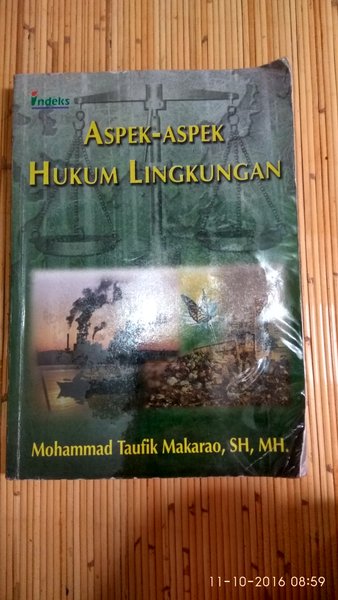 indeks
ASPEK-ASPEK
HUKUM LINGKUNGAN
Mohammad Taufik Makarao, SH, MH.
11-10-2016 08:59